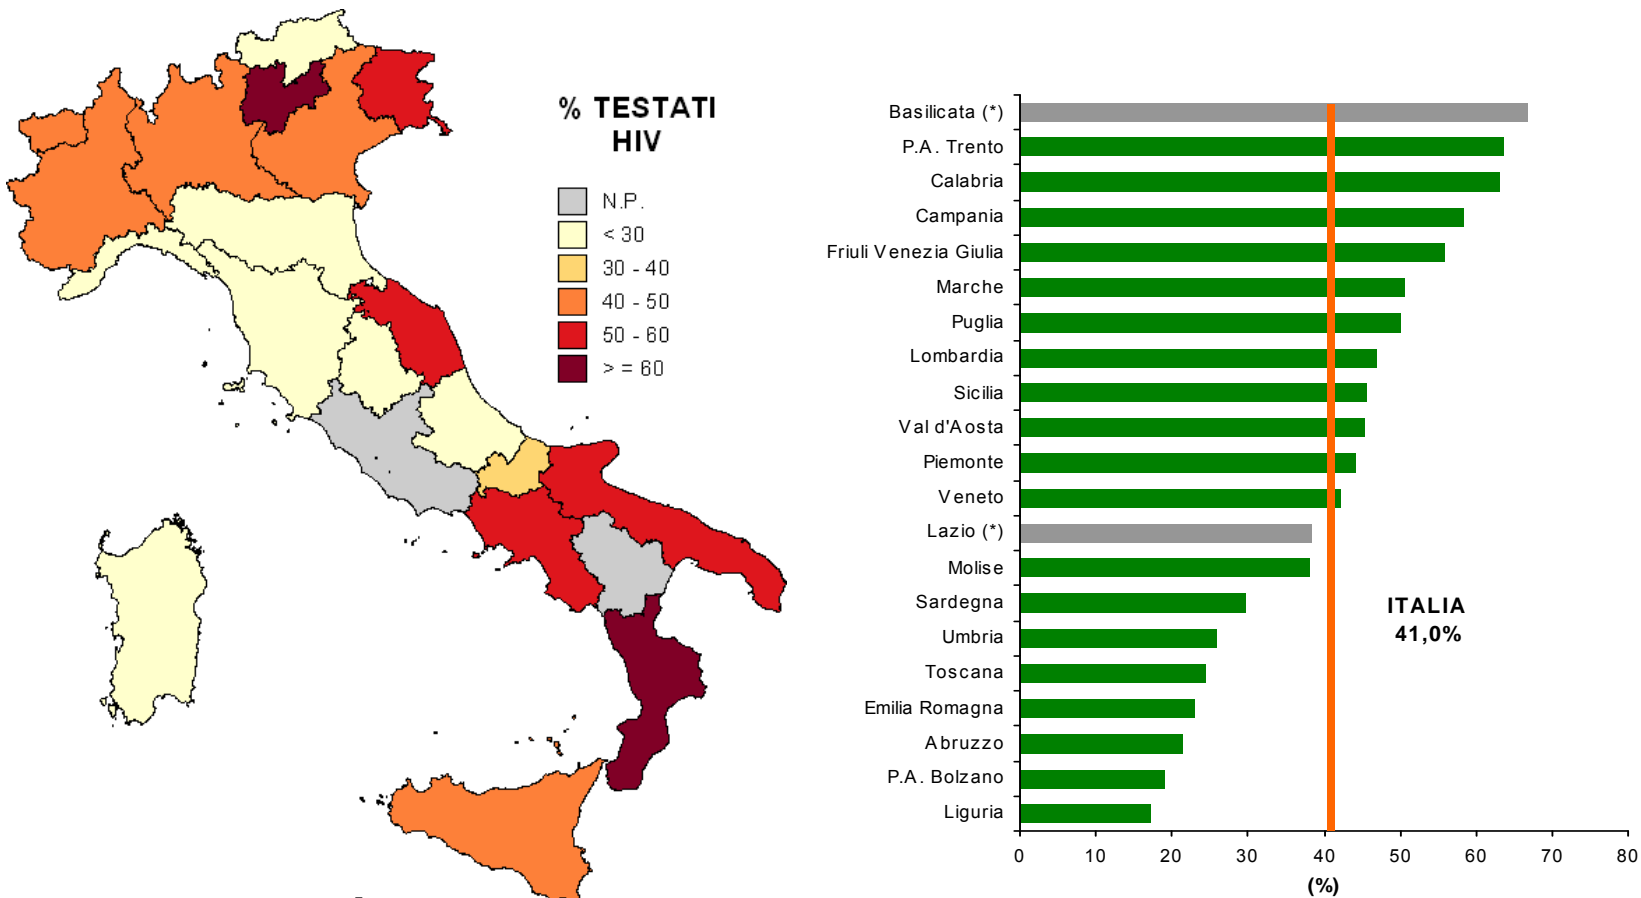 % TESTATI
HIV
N.P.
< 30
30 - 40
40 - 50
50 - 60
> = 60
Basilicata (*)
P.A. Trento
Calabria
Campania
Friuli Venezia Giulia
Marche
Puglia
Lombardia
Sicilia
Val d'Aosta
Piemonte
Veneto
Lazio (*)
Molise
Sardegna
Umbria
Toscana
Emilia Romagna
Abruzzo
P.A. Bolzano
Liguria
ITALIA
41,0%
0 10 20 30 40 50 60 70 80
(%)